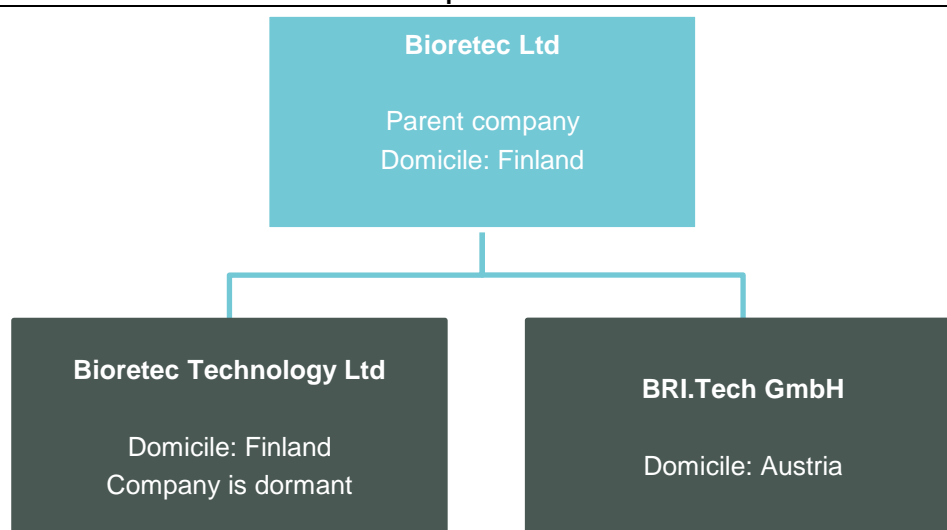 Bioretec Ltd
Parent company
Domicile: Finland
Bioretec Technology Ltd
Domicile: Finland
Company is dormant
BRI.Tech GmbH
Domicile: Austria